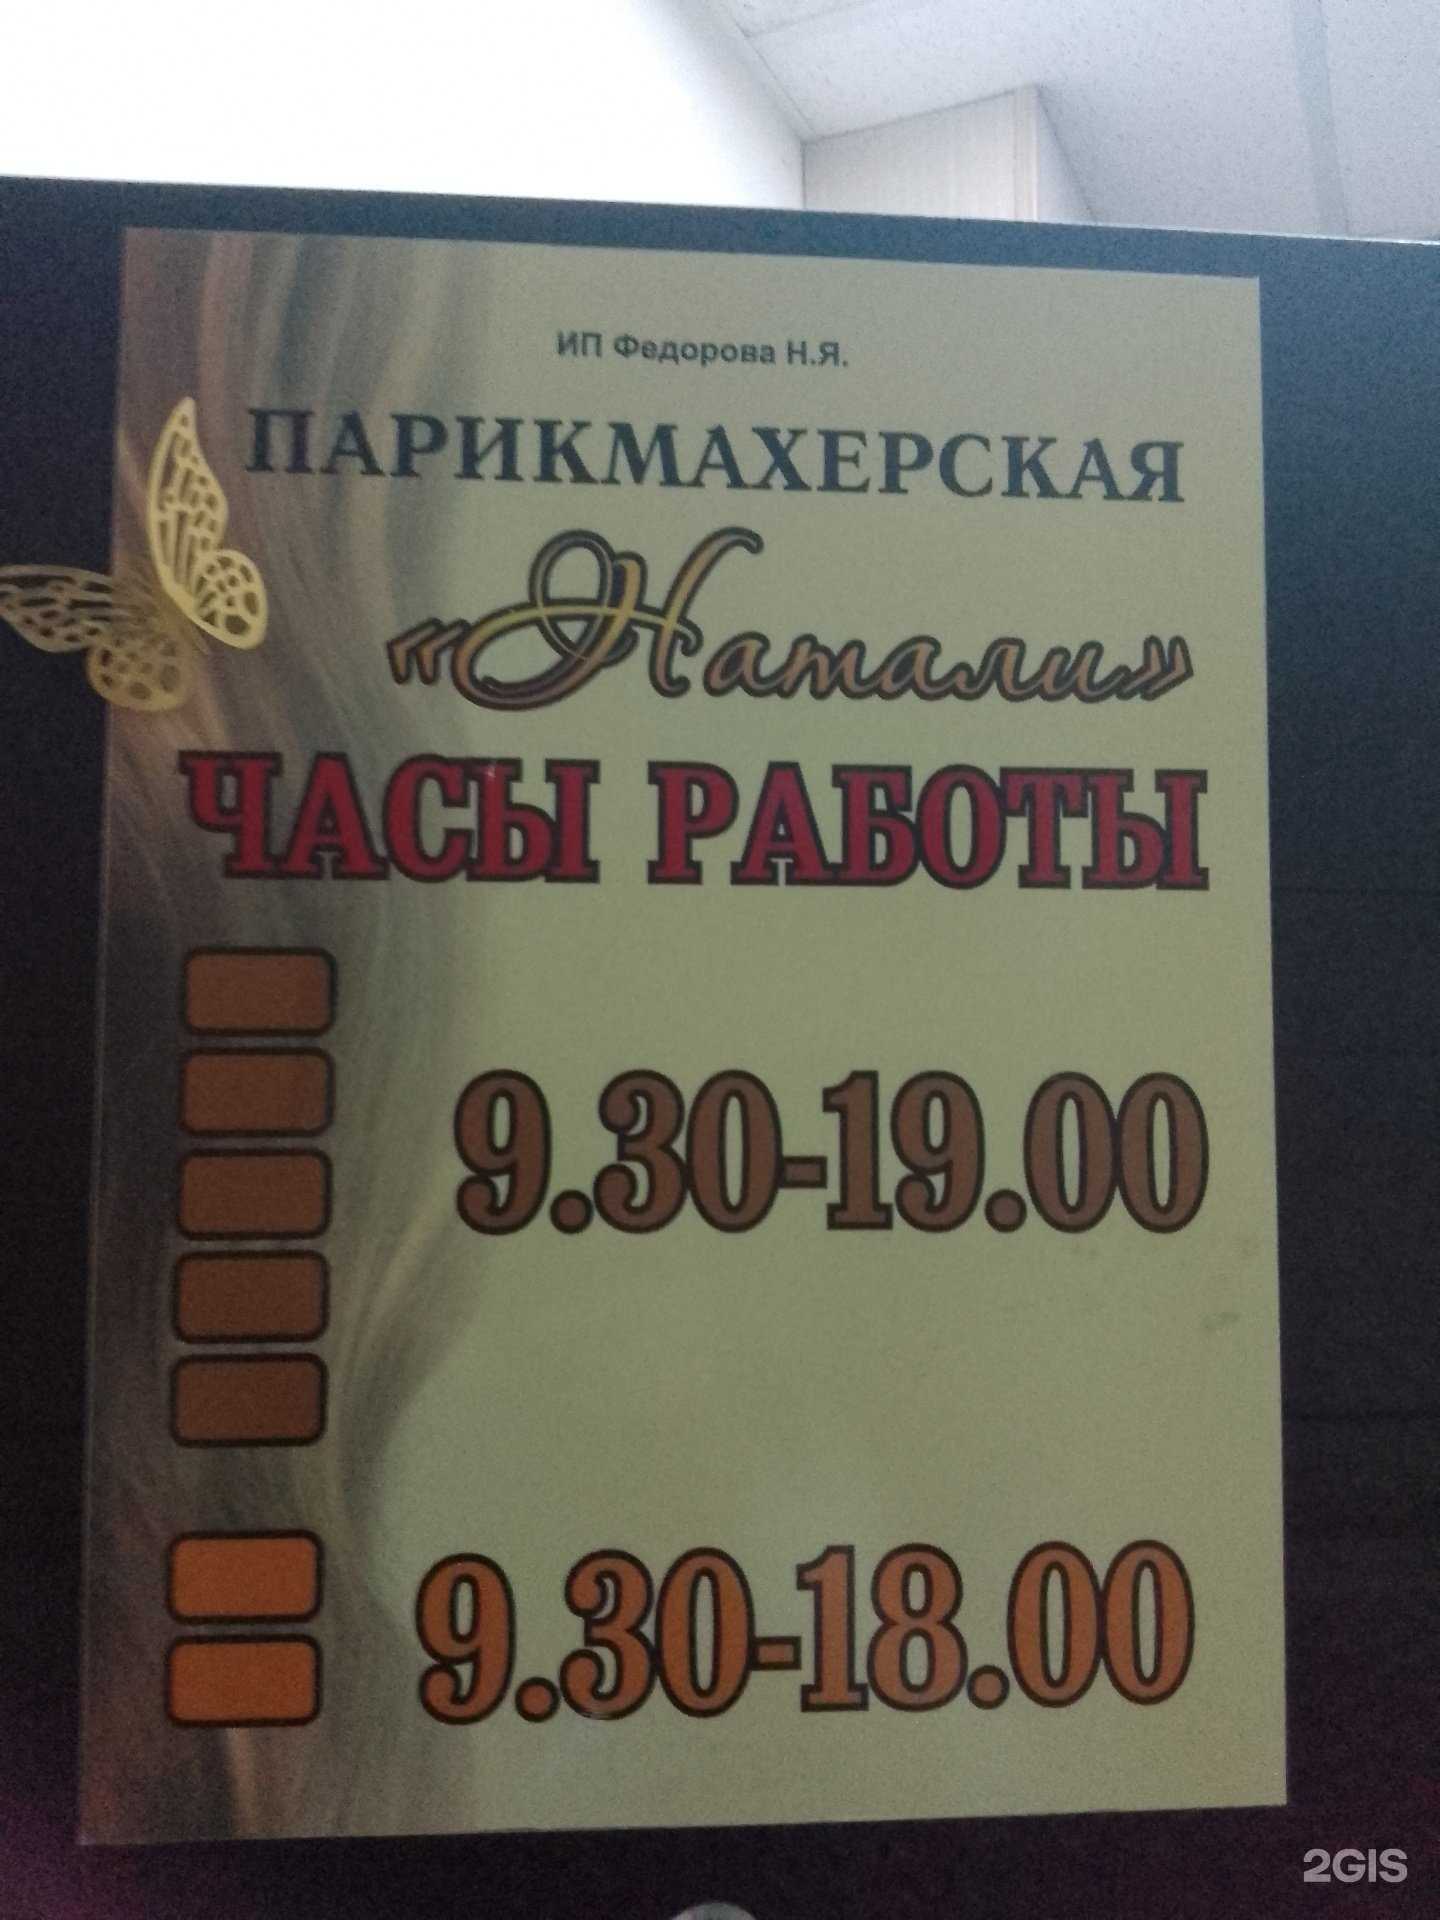 ИП Федорова Н.Я.
ПАРИКМАХЕРСКАЯ
«Натали»
ЧАСЫ РАБОТЫ
9.30-19.00
9.30-18.00
2GIS